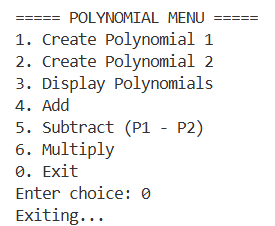 ===== POLYNOMIAL MENU =====
1. Create Polynomial 1
2. Create Polynomial 2
3. Display Polynomials
4. Add
5. Subtract (P1 - P2)
6. Multiply
0. Exit
Enter choice: 0
Exiting...